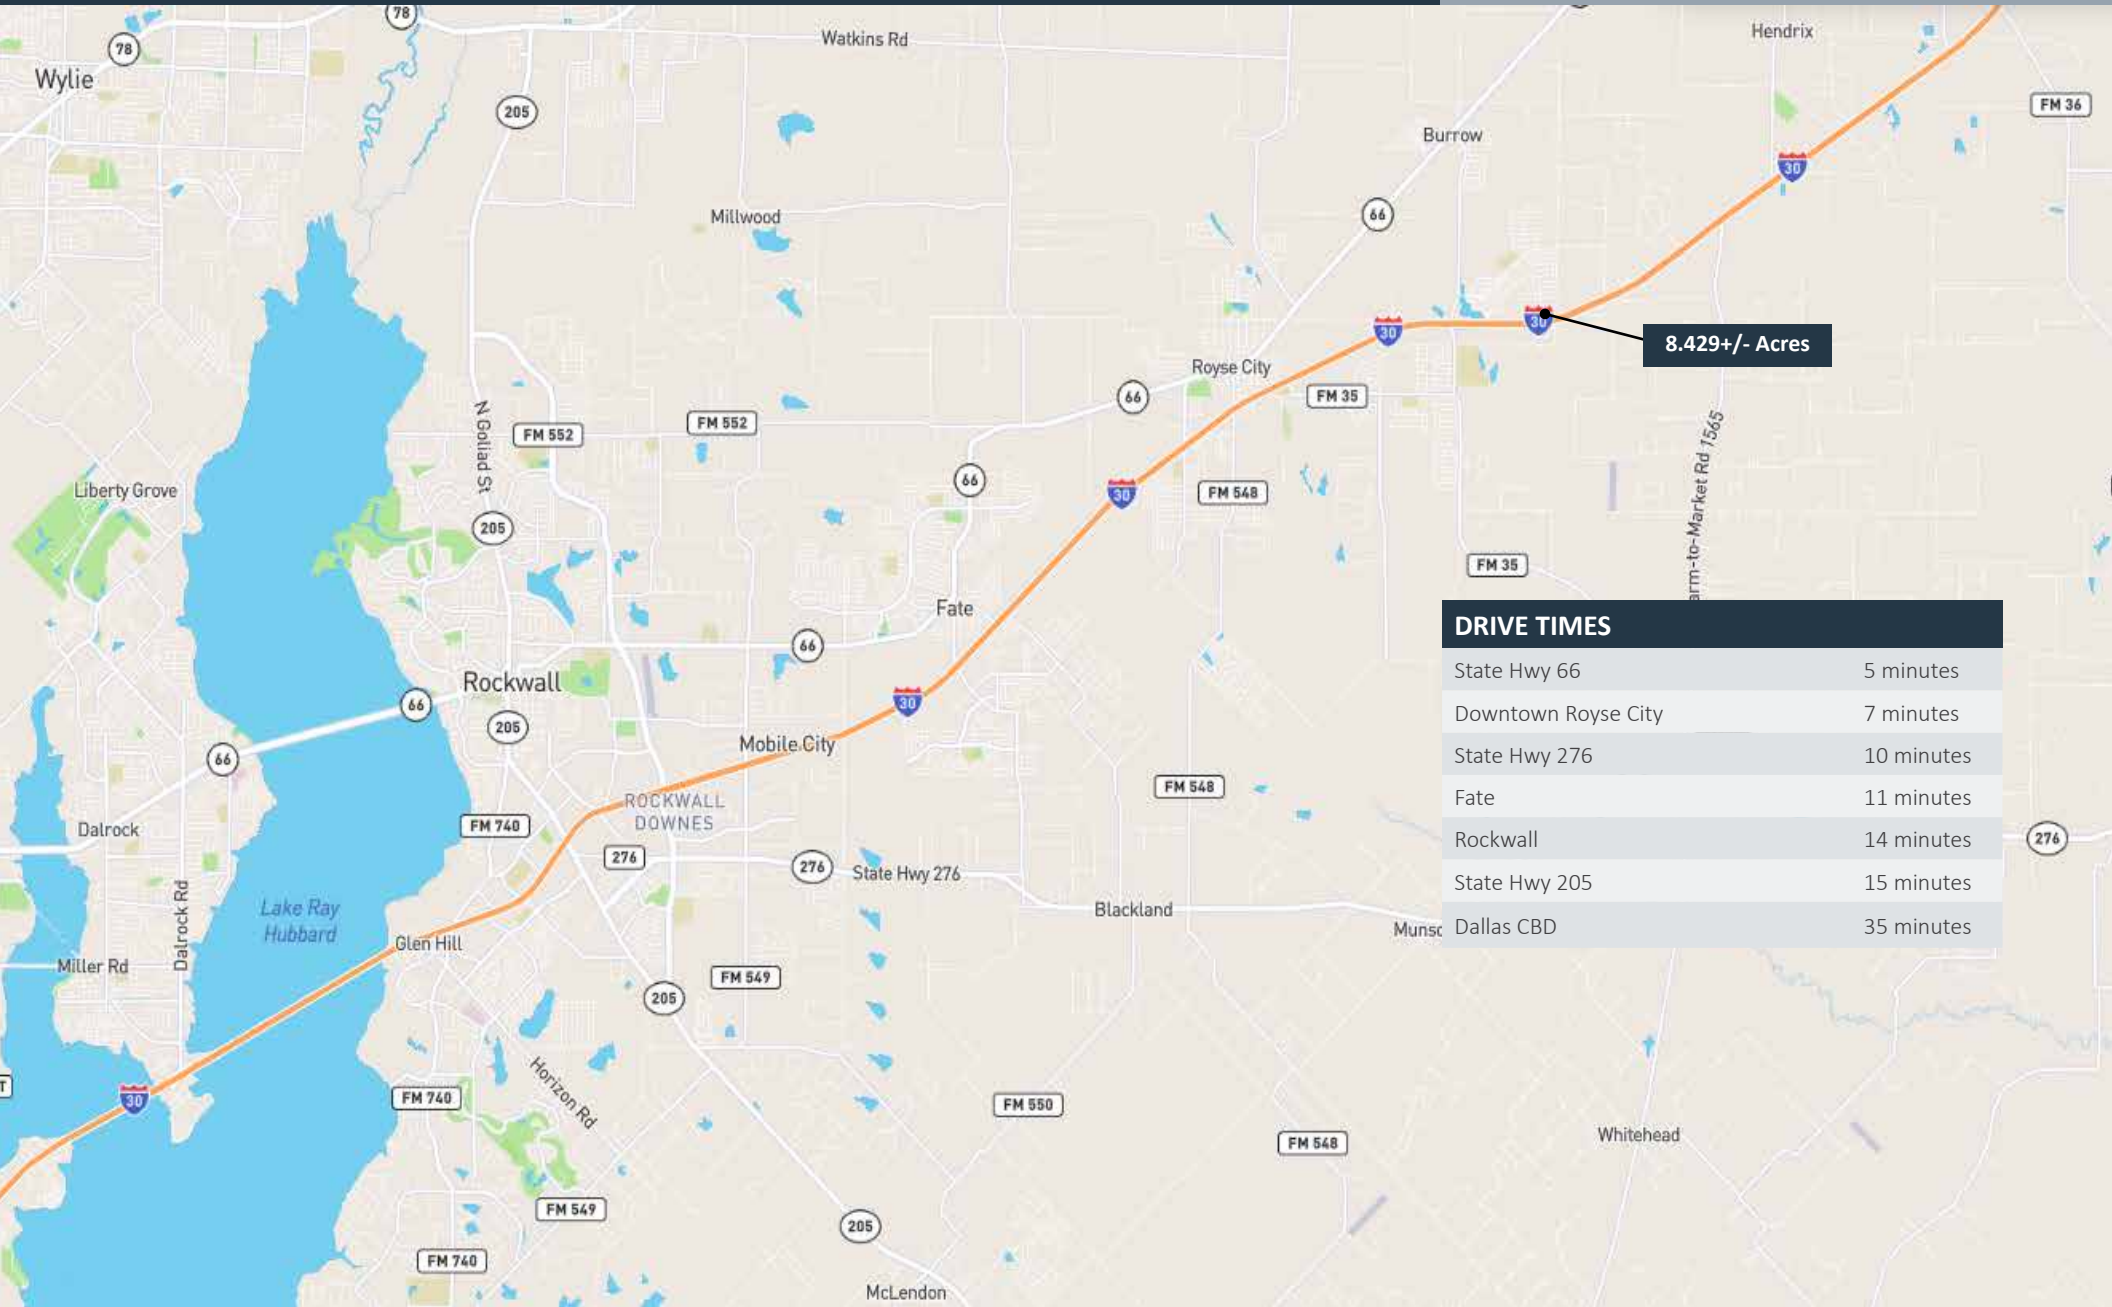 78
78
Watkins Rd
Hendrix
Wylie
205
FM 36
Burrow
30
Millwood
66
30
30
8.429+/- Acres
Royse City
66
FM 35
N Goliad St
FM 552
FM 552
66
Liberty Grove
30
FM 548
205
FM 35
Fate
66
Rockwall
66
205
30
Mobile City
66
ROCKWALL
DOWNES
FM 548
Dalrock
FM 740
276
276
State Hwy 276
276
Dalrock Rd
Lake Ray
Hubbard
Blackland
Glen Hill
Miller Rd
FM 549
205
30
FM 740
Horizon Rd
FM 550
FM 548
Whitehead
FM 549
205
FM 740
McLendon
DRIVE TIMES
State Hwy 66 5 minutes
Downtown Royse City 7 minutes
State Hwy 276 10 minutes
Fate 11 minutes
Rockwall 14 minutes
State Hwy 205 15 minutes
Dallas CBD 35 minutes
arm-to-Market Rd 1565
Munso
T